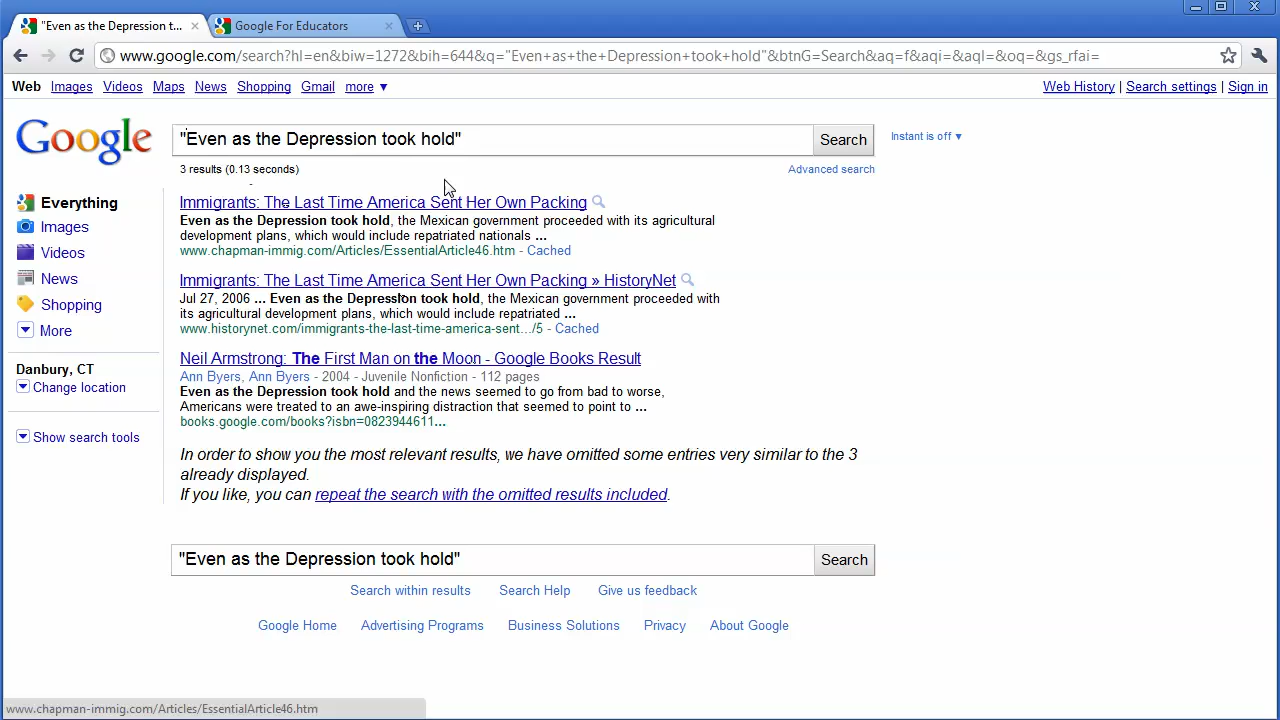 "Even as the Depression t... × Google For Educators ×
www.google.com/search?hl=en&biw=1272&bih=644&q="Even+as+the+Depression+took+hold"&btnG=Search&aq=f&aqi=&aql=&oq=&gs_rfai=
Web Images Videos Maps News Shopping Gmail more ▼ Web History | Search settings | Sign in
Google "Even as the Depression took hold" Search Instant is off ▼
3 results (0.13 seconds) Advanced search
Everything
Images
Videos
News
Shopping
More
Danbury, CT
Change location
Show search tools
Immigrants: The Last Time America Sent Her Own Packing
Even as the Depression took hold, the Mexican government proceeded with its agricultural
development plans, which would include repatriated nationals ...
www.chapman-immig.com/Articles/EssentialArticle46.htm - Cached
Immigrants: The Last Time America Sent Her Own Packing » HistoryNet
Jul 27, 2006 ... Even as the Depression took hold, the Mexican government proceeded with
its agricultural development plans, which would include repatriated ...
www.historynet.com/immigrants-the-last-time-america-sent.../5 - Cached
Neil Armstrong: The First Man on the Moon - Google Books Result
Ann Byers, Ann Byers - 2004 - Juvenile Nonfiction - 112 pages
Even as the Depression took hold and the news seemed to go from bad to worse,
Americans were treated to an awe-inspiring distraction that seemed to point to ...
books.google.com/books?isbn=0823944611...
In order to show you the most relevant results, we have omitted some entries very similar to the 3
already displayed.
If you like, you can repeat the search with the omitted results included.
"Even as the Depression took hold" Search
Search within results Search Help Give us feedback
Google Home Advertising Programs Business Solutions Privacy About Google
www.chapman-immig.com/Articles/EssentialArticle46.htm